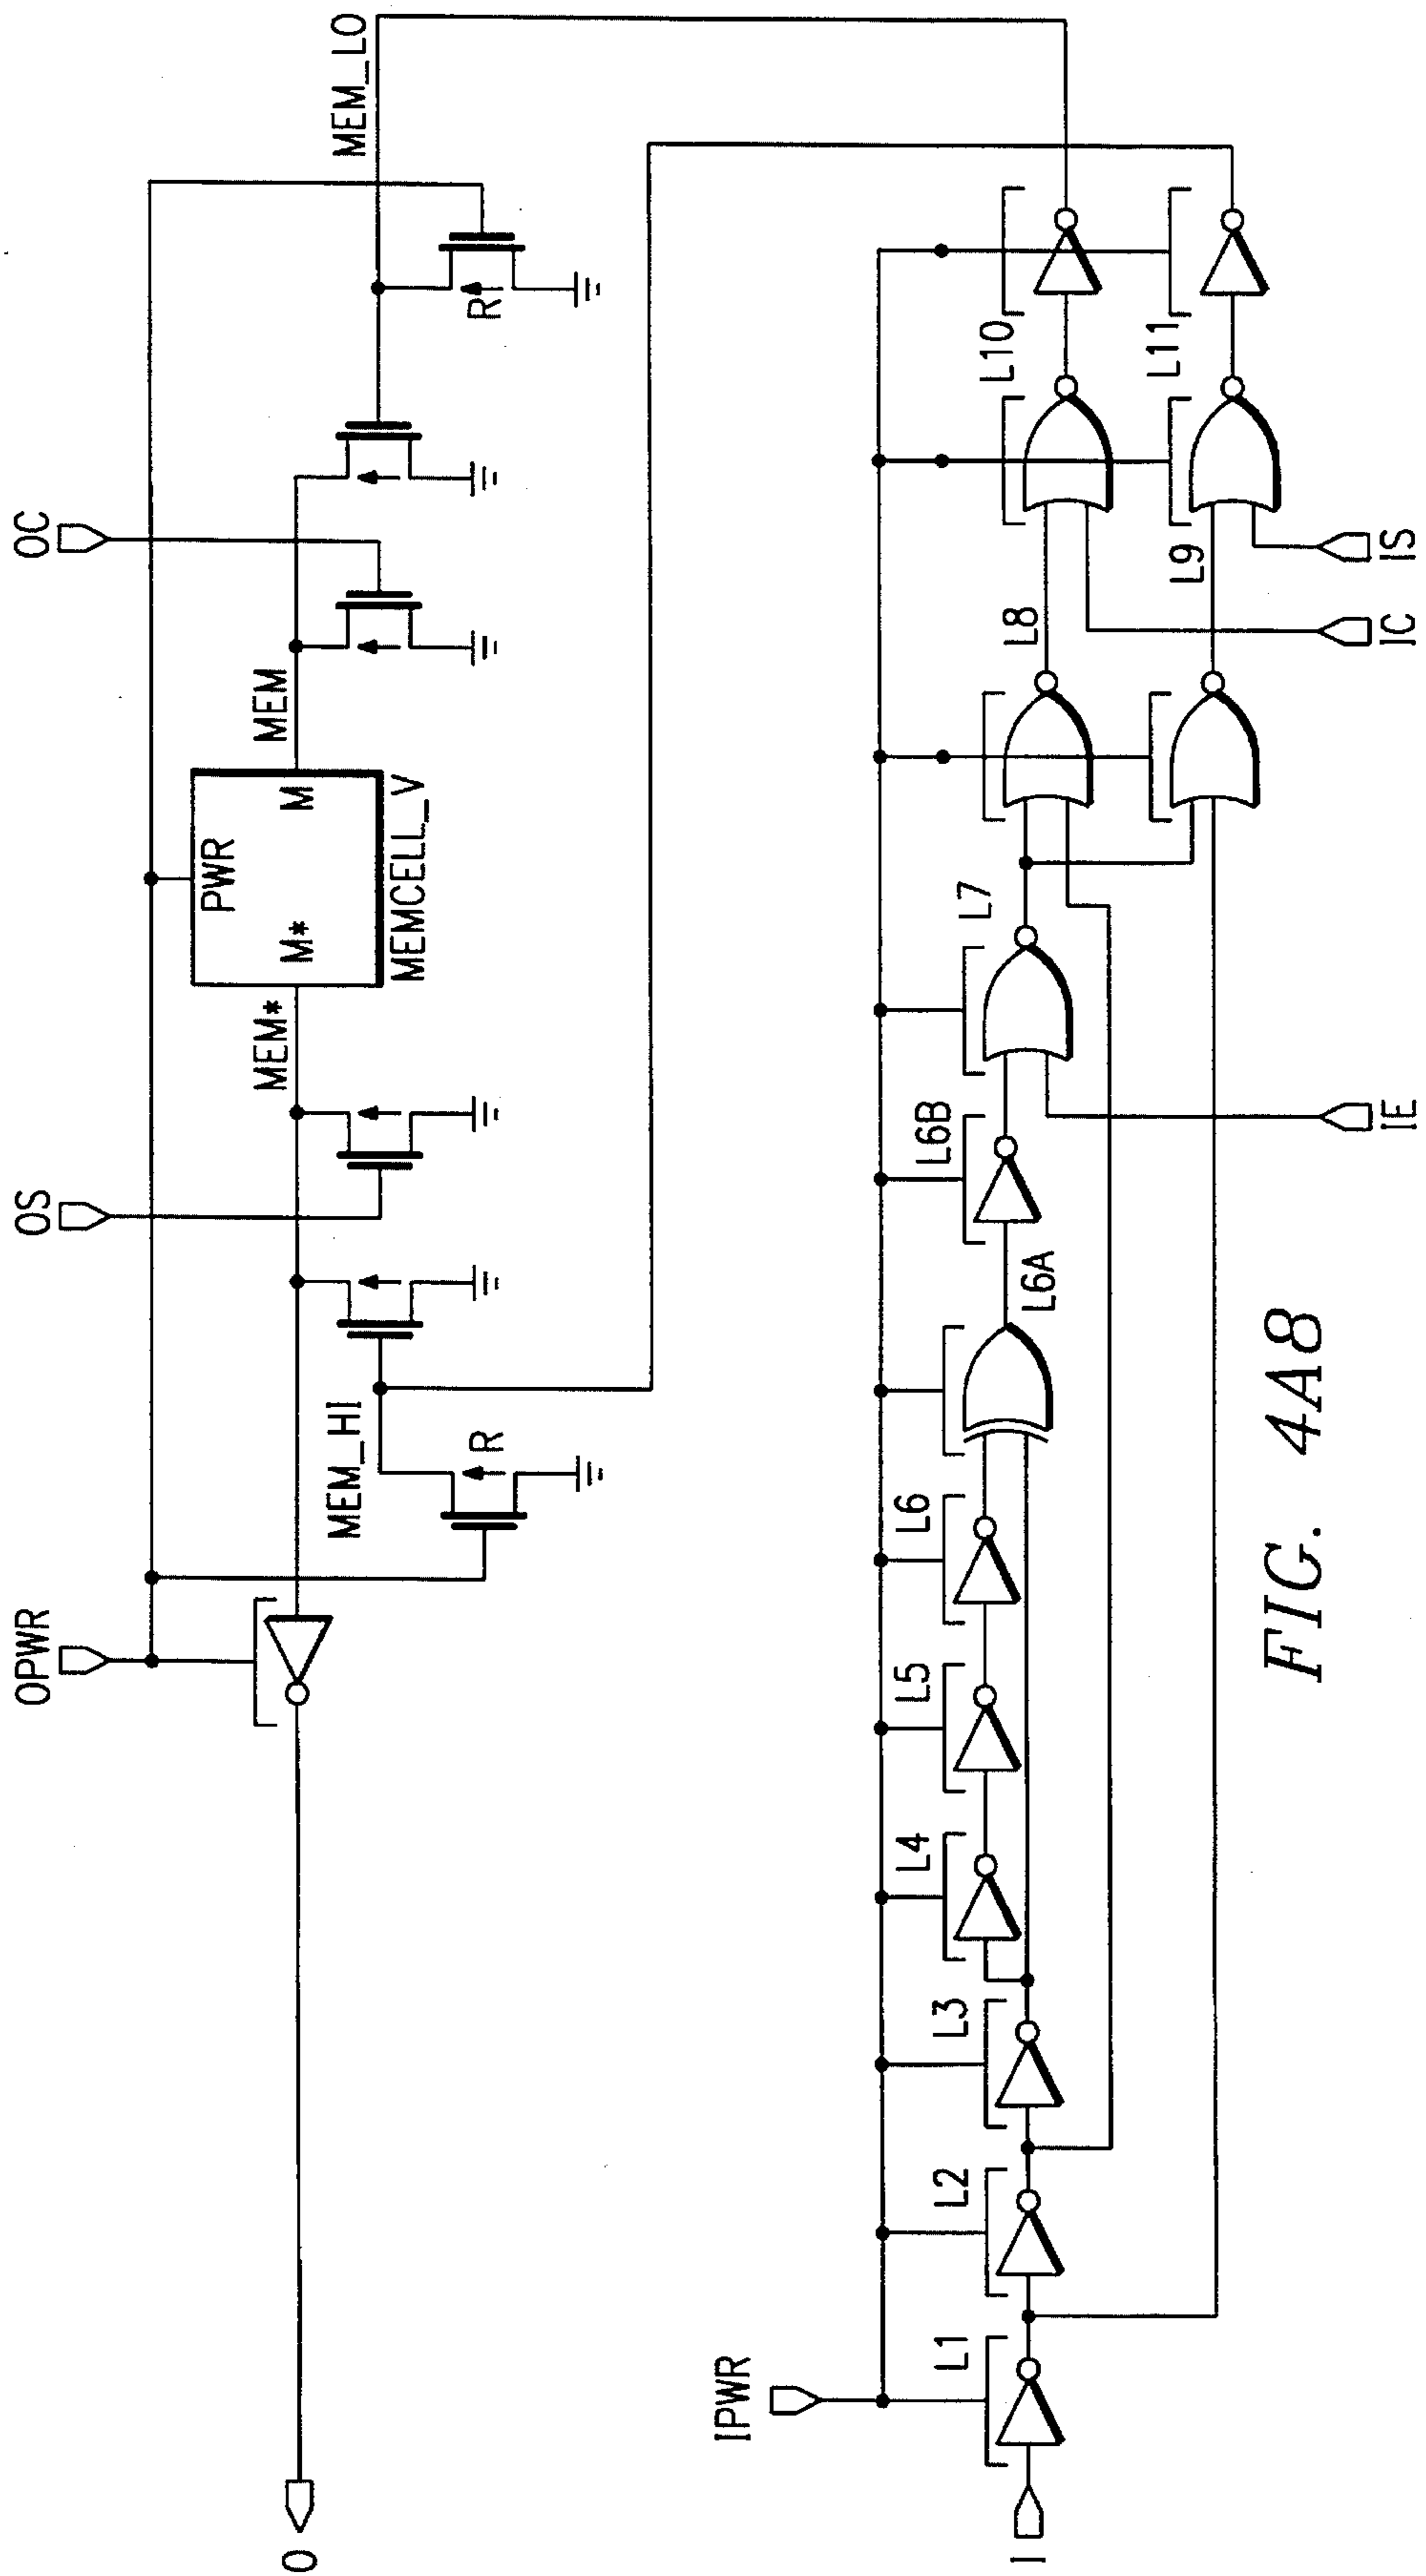 OPWR
OS
OC
MEM_HI
R
MEM*
M*
PWR
M
MEMCELL_V
MEM
MEM_LO
R
O
IPWR
I
L1
L2
L3
L4
L5
L6
L6A
L6B
L7
L8
L9
L10
L11
IE
IC
IS
FIG. 4A8